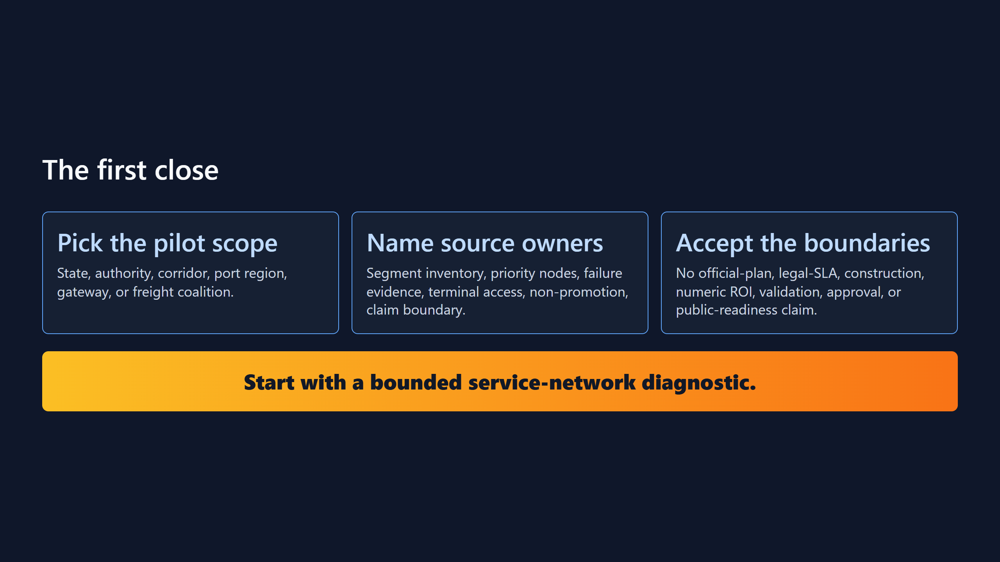 The first close
Pick the pilot scope
State, authority, corridor, port region,
gateway, or freight coalition.
Name source owners
Segment inventory, priority nodes, failure
evidence, terminal access, non-promotion,
claim boundary.
Accept the boundaries
No official-plan, legal-SLA, construction,
numeric ROI, validation, approval, or
public-readiness claim.
Start with a bounded service-network diagnostic.